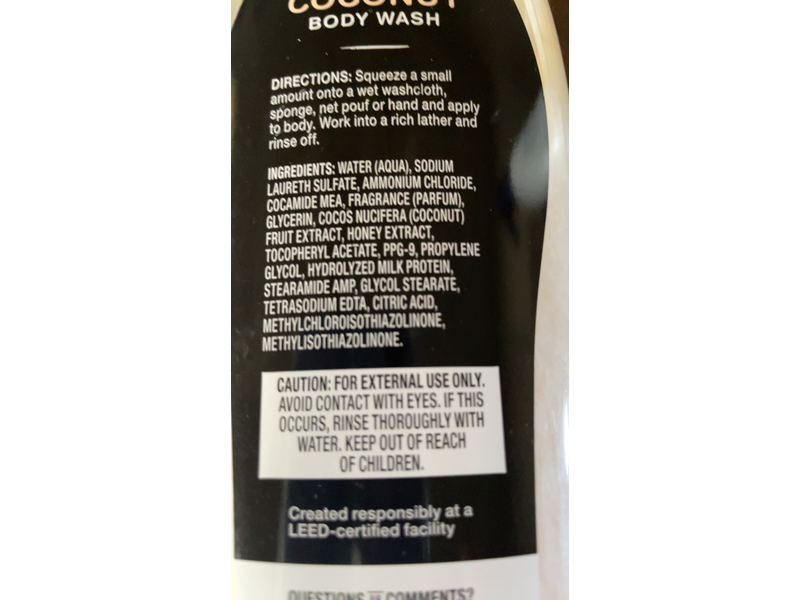 COCONUT
BODY WASH
DIRECTIONS: Squeeze a small
amount onto a wet washcloth,
sponge, net pouf or hand and apply
to body. Work into a rich lather and
rinse off.
INGREDIENTS: WATER (AQUA), SODIUM
LAURETH SULFATE, AMMONIUM CHLORIDE,
COCAMIDE MEA, FRAGRANCE (PARFUM),
GLYCERIN, COCOS NUCIFERA (COCONUT)
FRUIT EXTRACT, HONEY EXTRACT,
TOCOPHERYL ACETATE, PPG-9, PROPYLENE
GLYCOL, HYDROLYZED MILK PROTEIN,
STEARAMIDE AMP, GLYCOL STEARATE,
TETRASODIUM EDTA, CITRIC ACID,
METHYLCHLOROISOTHIAZOLINONE,
METHYLISOTHIAZOLINONE.
CAUTION: FOR EXTERNAL USE ONLY.
AVOID CONTACT WITH EYES. IF THIS
OCCURS, RINSE THOROUGHLY WITH
WATER. KEEP OUT OF REACH
OF CHILDREN.
Created responsibly at a
LEED-certified facility
QUESTIONS OR COMMENTS?